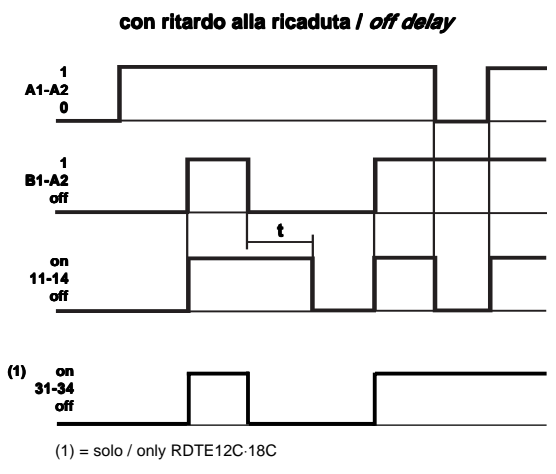 con ritardo alla ricaduta / off delay
1
A1-A2
0
1
B1-A2
off
t
on
11-14
off
(1) on
31-34
off
(1) = solo / only RDTE12C·18C